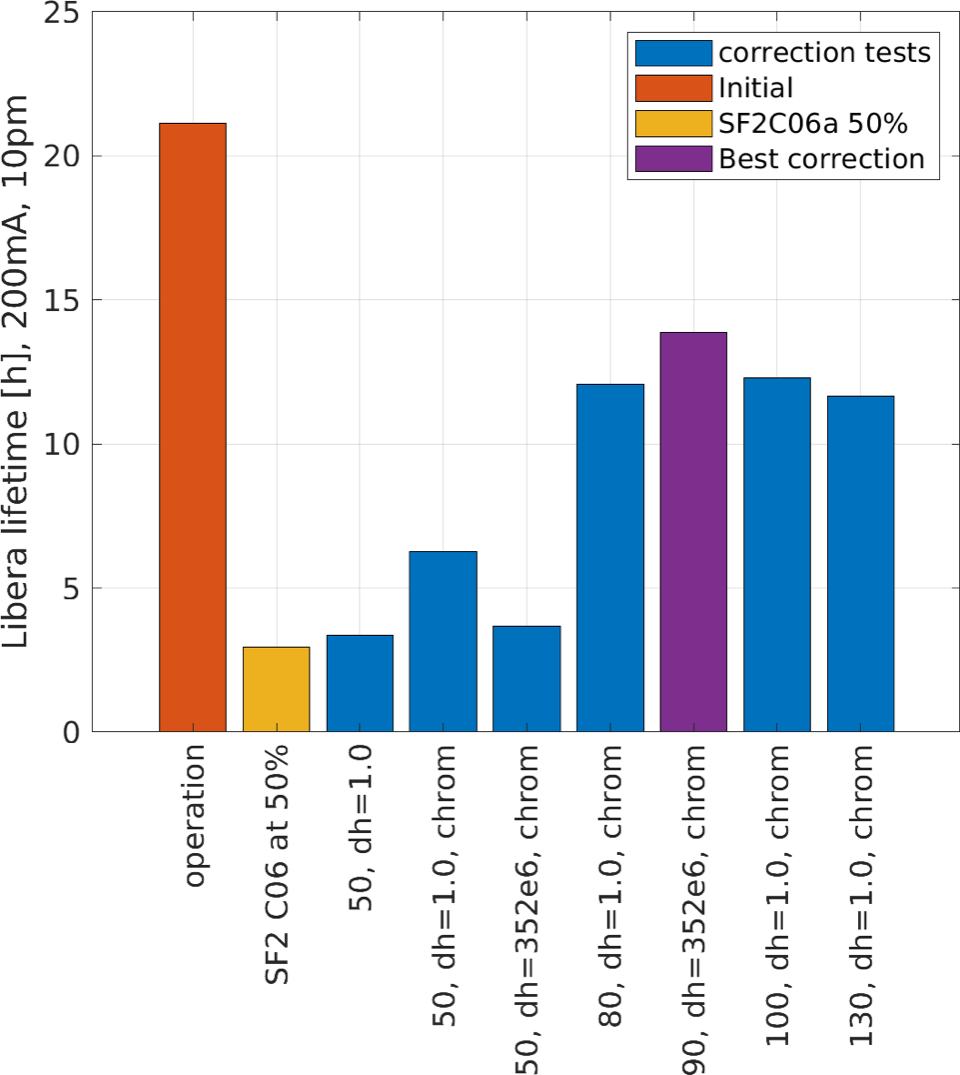 Libera lifetime [h], 200mA, 10pm
25
20
15
10
5
0
correction tests
Initial
SF2C06a 50%
Best correction
operation
SF2 C06 at 50%
50, dh=1.0
50, dh=1.0, chrom
50, dh=352e6, chrom
80, dh=1.0, chrom
90, dh=352e6, chrom
100, dh=1.0, chrom
130, dh=1.0, chrom